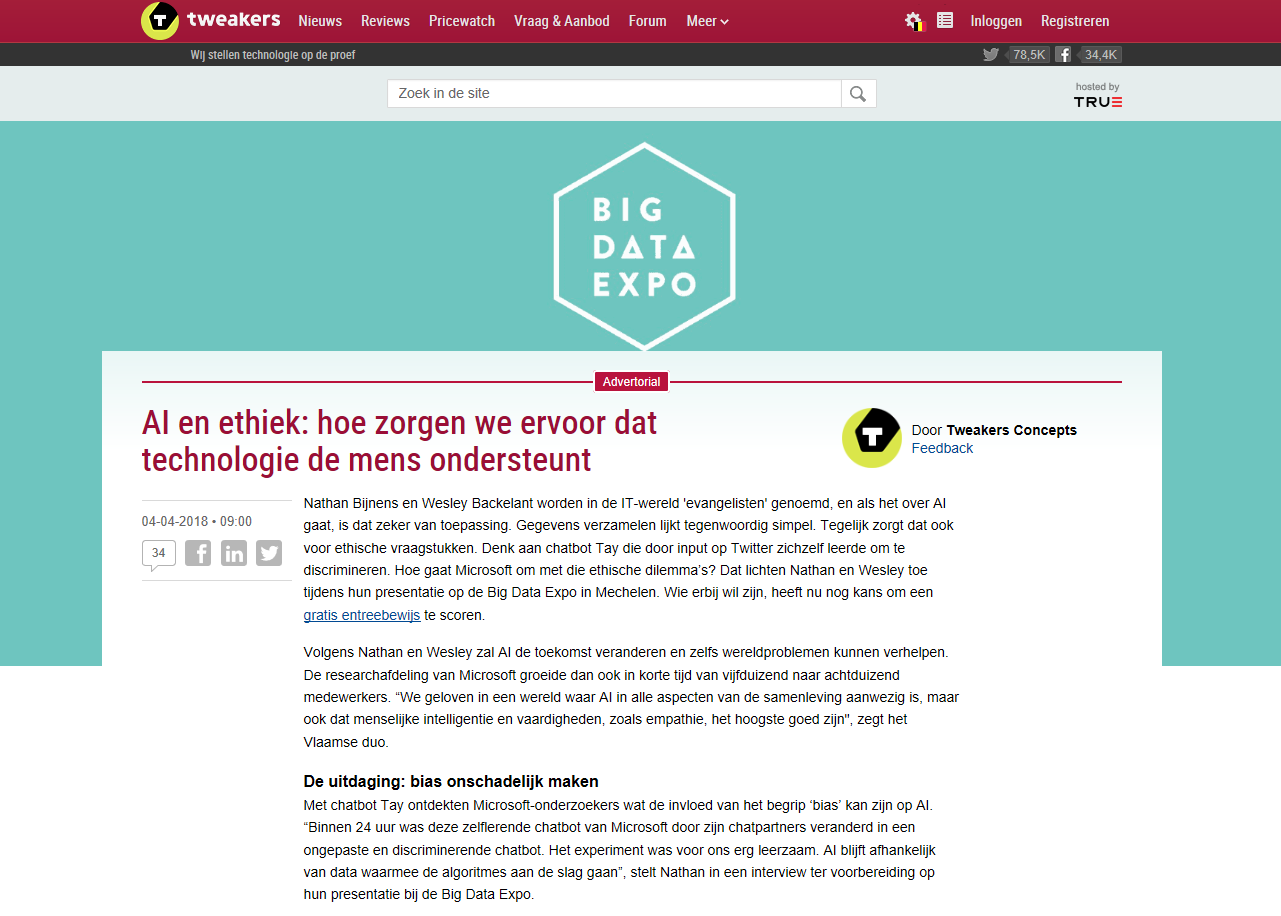 tweakers Nieuws Reviews Pricewatch Vraag & Aanbod Forum Meer Inloggen Registreren
Wij stellen technologie op de proef 78,5K 34,4K
Zoek in de site
hosted by
TRUE
BIG
DATA
EXPO
Advertorial
AI en ethiek: hoe zorgen we ervoor dat
technologie de mens ondersteunt
Door Tweakers Concepts
Feedback
04-04-2018 • 09:00
34
Nathan Bijnens en Wesley Backelant worden in de IT-wereld 'evangelisten' genoemd, en als het over AI
gaat, is dat zeker van toepassing. Gegevens verzamelen lijkt tegenwoordig simpel. Tegelijk zorgt dat ook
voor ethische vraagstukken. Denk aan chatbot Tay die door input op Twitter zichzelf leerde om te
discrimineren. Hoe gaat Microsoft om met die ethische dilemma’s? Dat lichten Nathan en Wesley toe
tijdens hun presentatie op de Big Data Expo in Mechelen. Wie erbij wil zijn, heeft nu nog kans om een
gratis entreebewijs te scoren.
Volgens Nathan en Wesley zal AI de toekomst veranderen en zelfs wereldproblemen kunnen verhelpen.
De researchafdeling van Microsoft groeide dan ook in korte tijd van vijfduizend naar achtduizend
medewerkers. “We geloven in een wereld waar AI in alle aspecten van de samenleving aanwezig is, maar
ook dat menselijke intelligentie en vaardigheden, zoals empathie, het hoogste goed zijn", zegt het
Vlaamse duo.
De uitdaging: bias onschadelijk maken
Met chatbot Tay ontdekten Microsoft-onderzoekers wat de invloed van het begrip ‘bias’ kan zijn op AI.
“Binnen 24 uur was deze zelflerende chatbot van Microsoft door zijn chatpartners veranderd in een
ongepaste en discriminerende chatbot. Het experiment was voor ons erg leerzaam. AI blijft afhankelijk
van data waarmee de algoritmes aan de slag gaan”, stelt Nathan in een interview ter voorbereiding op
hun presentatie bij de Big Data Expo.